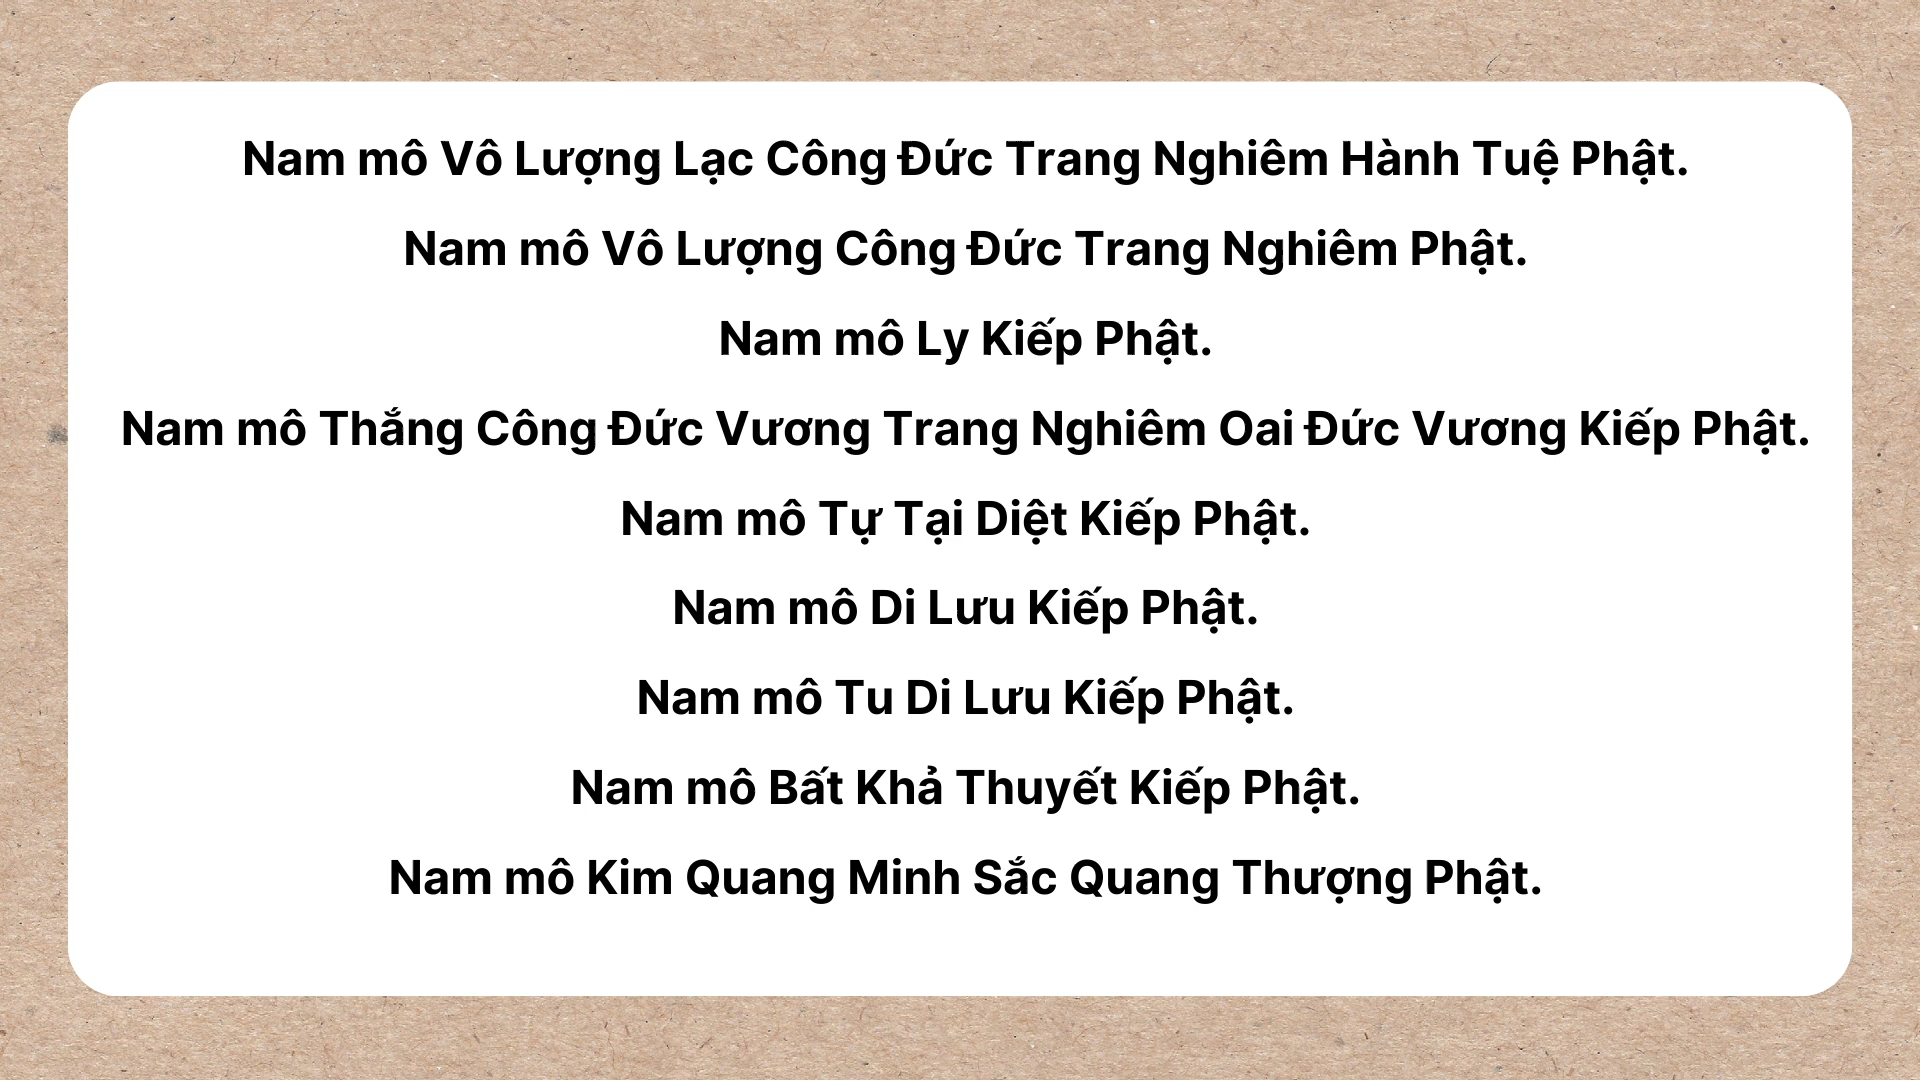 Nam mô Vô Lượng Lạc Công Đức Trang Nghiêm Hành Tuệ Phật.
Nam mô Vô Lượng Công Đức Trang Nghiêm Phật.
Nam mô Ly Kiếp Phật.
Nam mô Thắng Công Đức Vương Trang Nghiêm Oai Đức Vương Kiếp Phật.
Nam mô Tự Tại Diệt Kiếp Phật.
Nam mô Di Lưu Kiếp Phật.
Nam mô Tu Di Lưu Kiếp Phật.
Nam mô Bất Khả Thuyết Kiếp Phật.
Nam mô Kim Quang Minh Sắc Quang Thượng Phật.